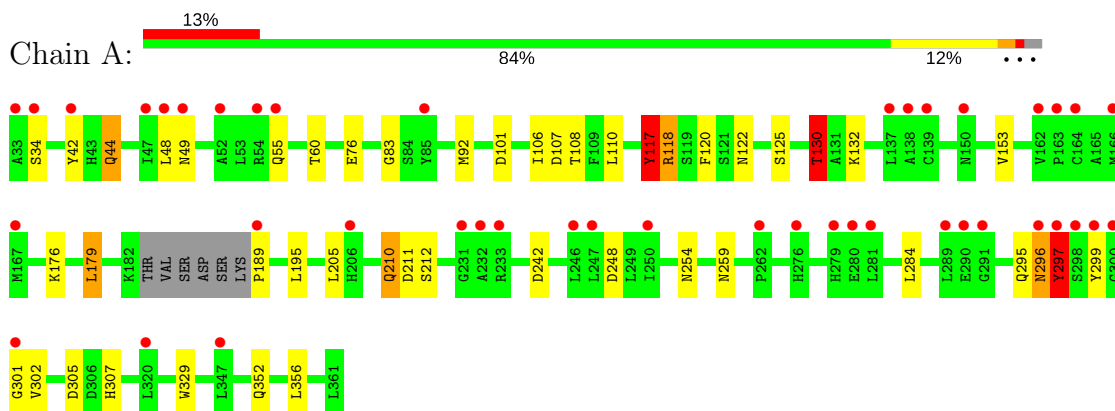 13%
Chain A:
84% 12% • • •
A33 S34 Y42 H43 Q44 I47 L48 N49 A52 L53 R54 Q55 T60 E76 G83 S84 Y85 M92 D101 I106 D107 T108 F109 L110 Y117 R118 S119 F120 S121 N122 S125 T130 A131 K132 L137 A138 C139 N150 V153 V162 P163 C164 A165 M166
M167 K176 L179 K182 THR VAL SER ASP SER LYS P189 L195 L205 H206 Q210 D211 S212 G231 A232 R233 D242 L246 L247 D248 L249 I250 N254 N259 P262 H276 H279 E280 L281 L284 L289 E290 G291 Q295 N296 Y297 S298 Y299 G300
G301 V302 D305 D306 H307 L320 W329 L347 Q352 L356 L361